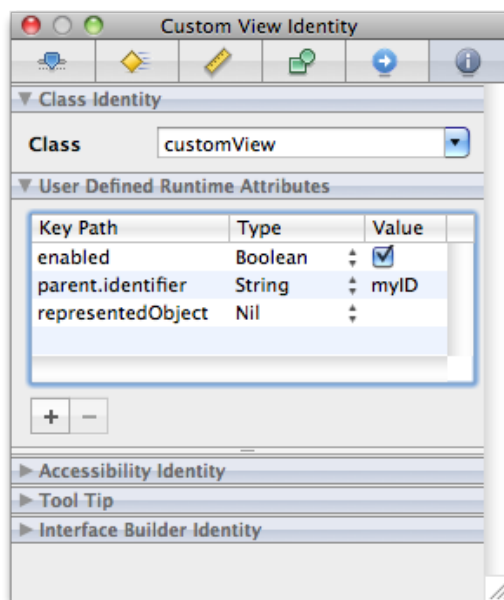 Custom View Identity
Class Identity
Class customView
User Defined Runtime Attributes
Key Path Type Value
enabled Boolean
parent.identifier String myID
representedObject Nil
Accessibility Identity
Tool Tip
Interface Builder Identity